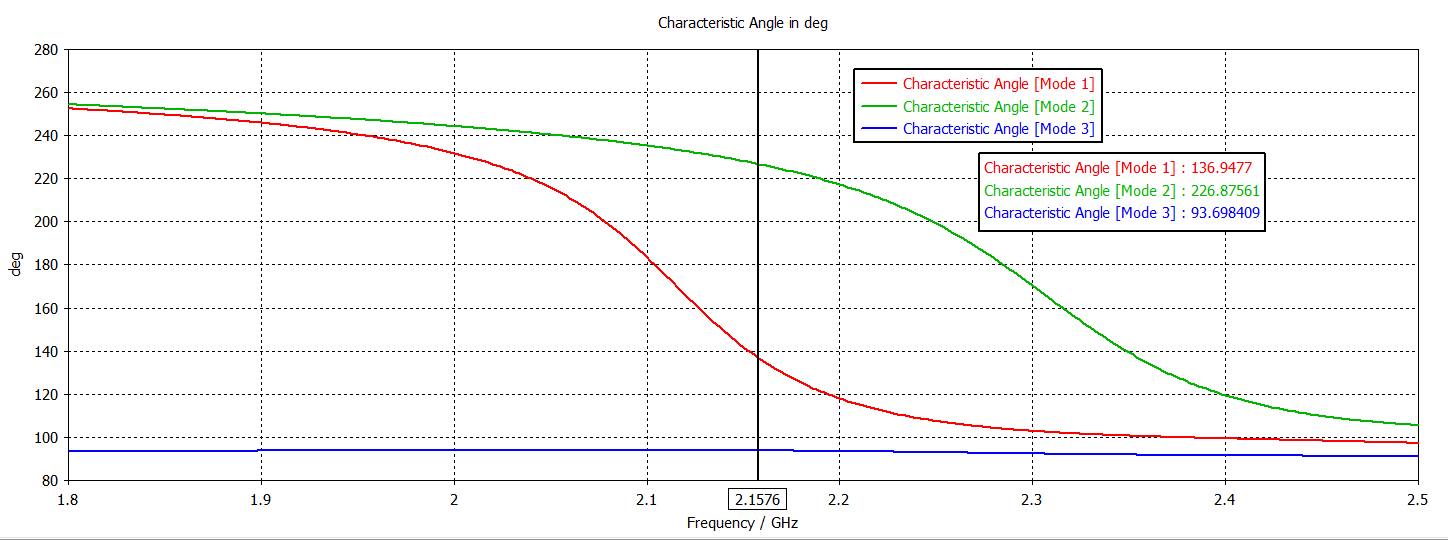 Characteristic Angle in deg
280
260
240
220
200
180
160
140
120
100
80
deg
Characteristic Angle [Mode 1]
Characteristic Angle [Mode 2]
Characteristic Angle [Mode 3]
Characteristic Angle [Mode 1] : 136.9477
Characteristic Angle [Mode 2] : 226.87561
Characteristic Angle [Mode 3] : 93.698409
1.8 1.9 2 2.1 2.1576 2.2 2.3 2.4 2.5
Frequency / GHz